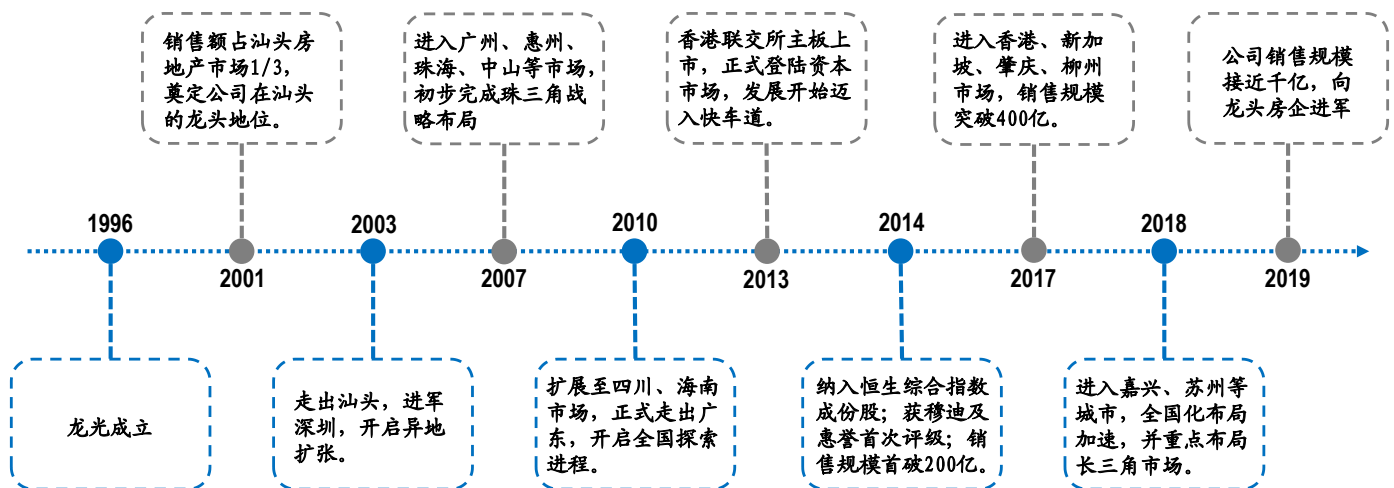 销售额占汕头房
地产市场1/3，
奠定公司在汕头
的龙头地位。
进入广州、惠州、
珠海、中山等市场，
初步完成珠三角战
略布局
香港联交所主板上
市，正式登陆资本
市场，发展开始迈
入快车道。
进入香港、新加
坡、肇庆、柳州
市场，销售规模
突破400亿。
公司销售规模
接近千亿，向
龙头房企进军
1996
2003
2010
2014
2018
2001
2007
2013
2017
2019
龙光成立
走出汕头，进军
深圳，开启异地
扩张。
扩展至四川、海南
市场，正式走出广
东，开启全国探索
进程。
纳入恒生综合指数
成份股；获穆迪及
惠誉首次评级；销
售规模首破200亿。
进入嘉兴、苏州等
城市，全国化布局
加速，并重点布局
长三角市场。